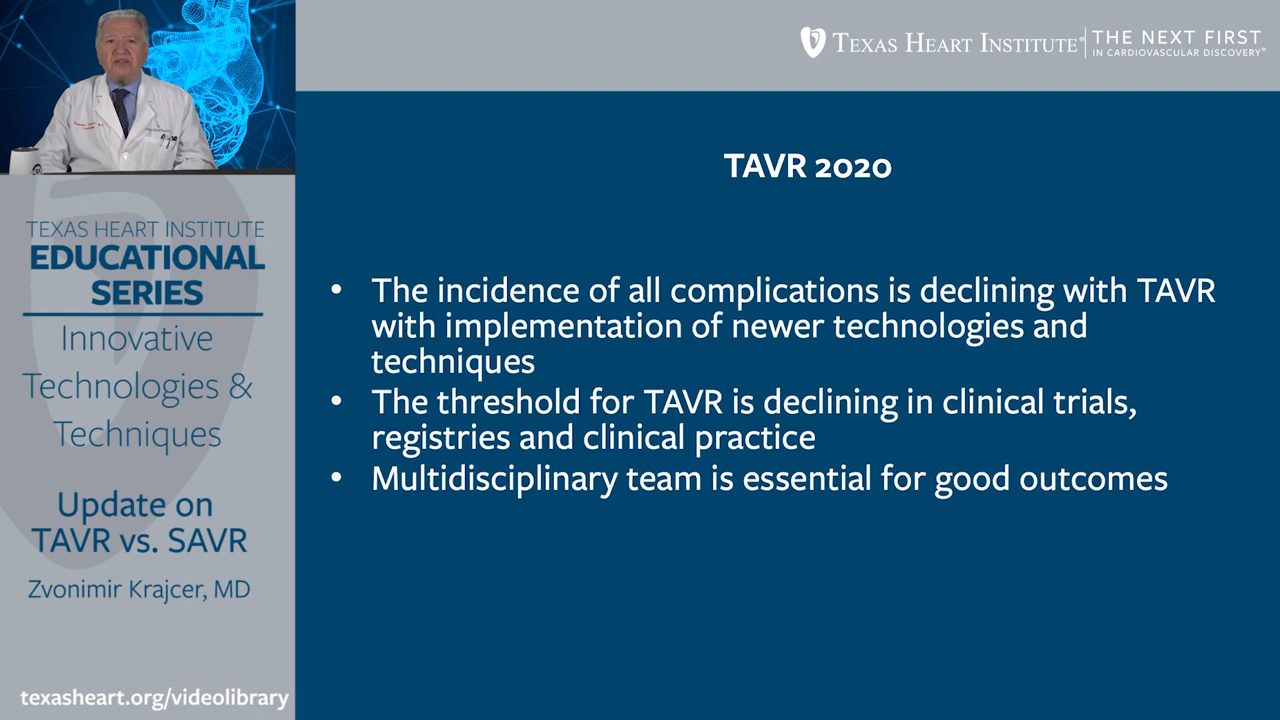 TEXAS HEART INSTITUTE®
THE NEXT FIRST
IN CARDIOVASCULAR DISCOVERY®
TEXAS HEART INSTITUTE
EDUCATIONAL
SERIES
Innovative
Technologies &
Techniques
Update on
TAVR vs. SAVR
Zvonimir Krajcer, MD
texasheart.org/videolibrary
TAVR 2020
• The incidence of all complications is declining with TAVR
with implementation of newer technologies and
techniques
• The threshold for TAVR is declining in clinical trials,
registries and clinical practice
• Multidisciplinary team is essential for good outcomes